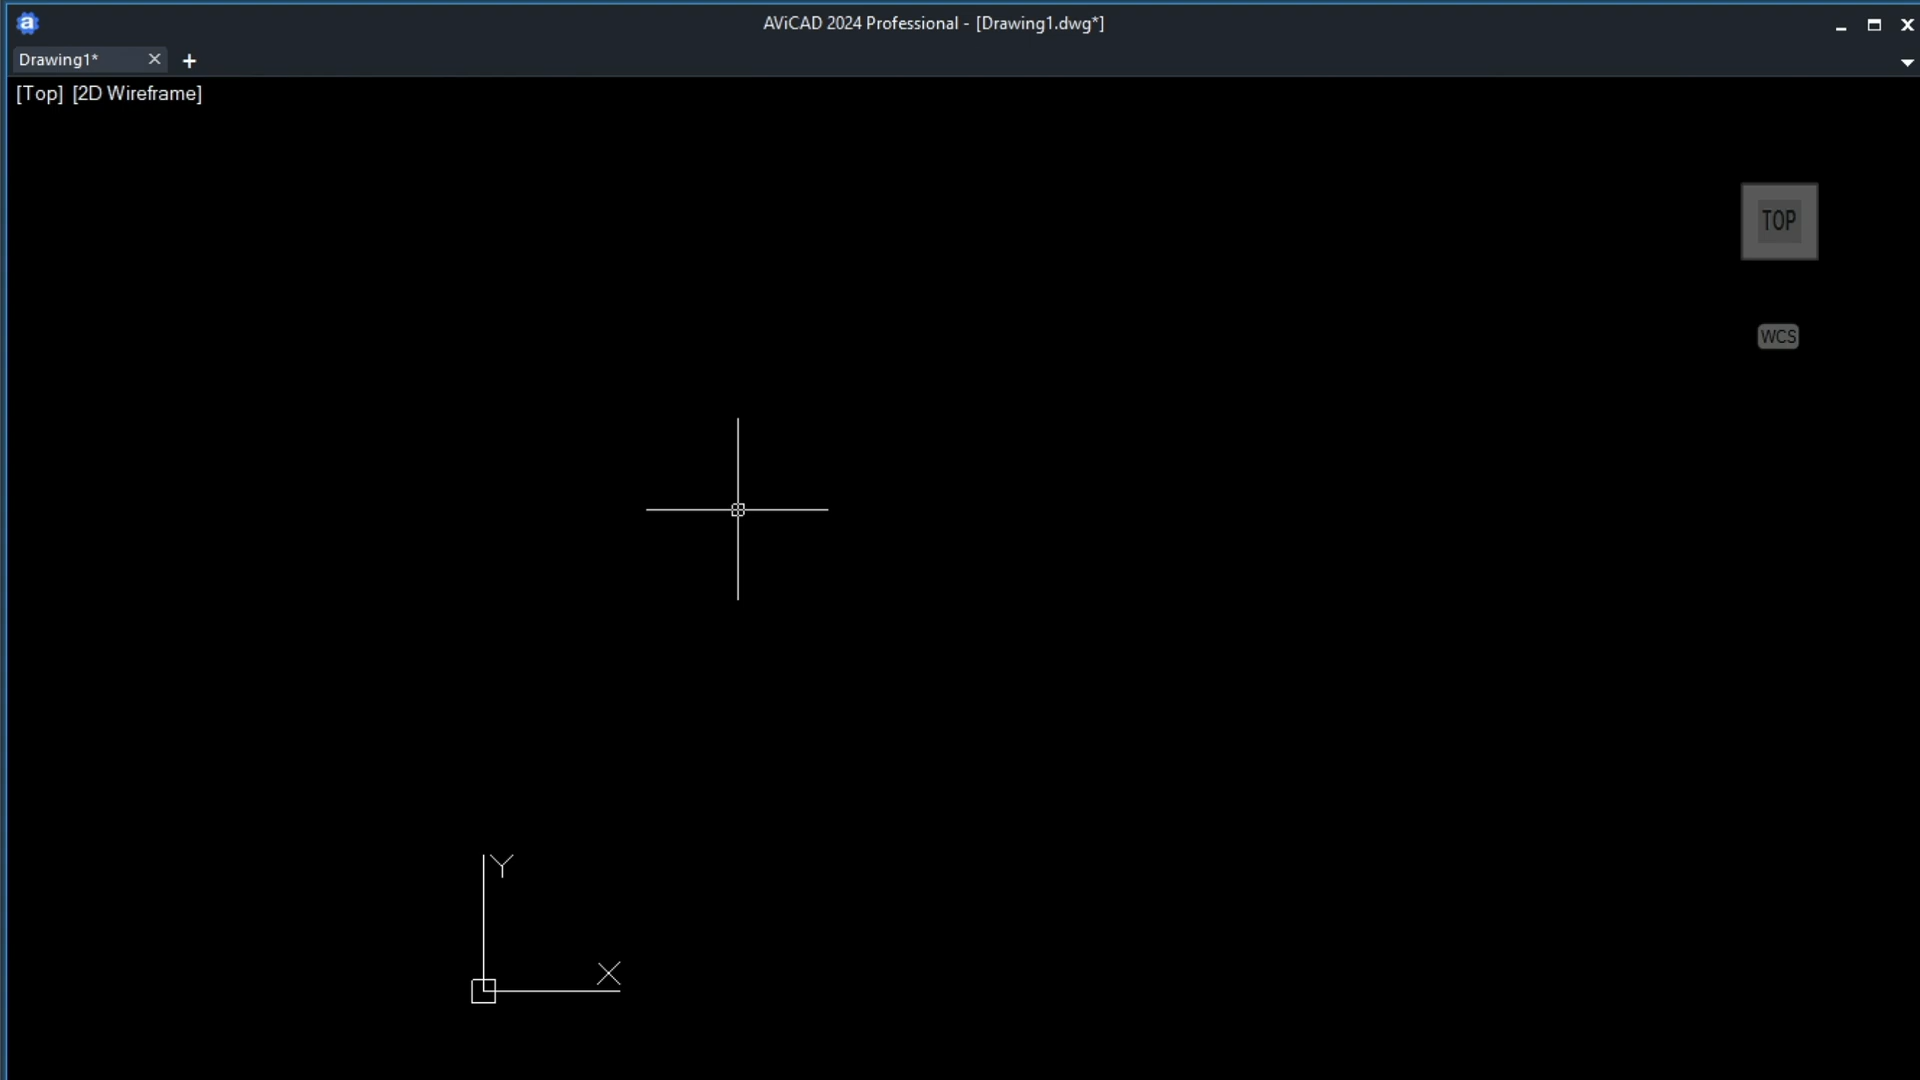 a
AViCAD 2024 Professional - [Drawing1.dwg*]
Drawing1*
[Top] [2D Wireframe]
TOP
WCS
Y
X